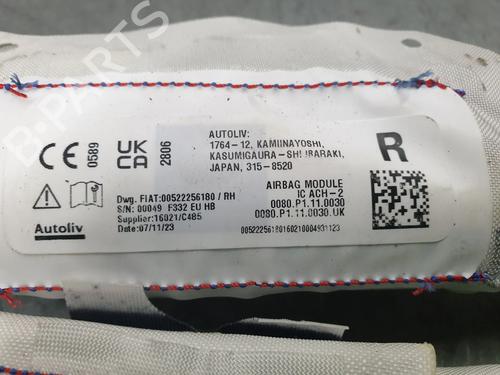 B-PARTS
CE 0589
UK CA 2806
AUTOLIV:
1764-12, KAMIINAYOSHI,
KASUMIGAURA-SHI, IBARAKI,
JAPAN, 315-8520
R
Dwg. FIAT:00522256180 / RH
S/N: 00049 F332 EU HB
Supplier:16021/C485
Date:07/11/23
Autoliv
AIRBAG MODULE
IC ACH-2
0080.P1.11.0030
0080.P1.11.0030.UK
00522256180160210004931123